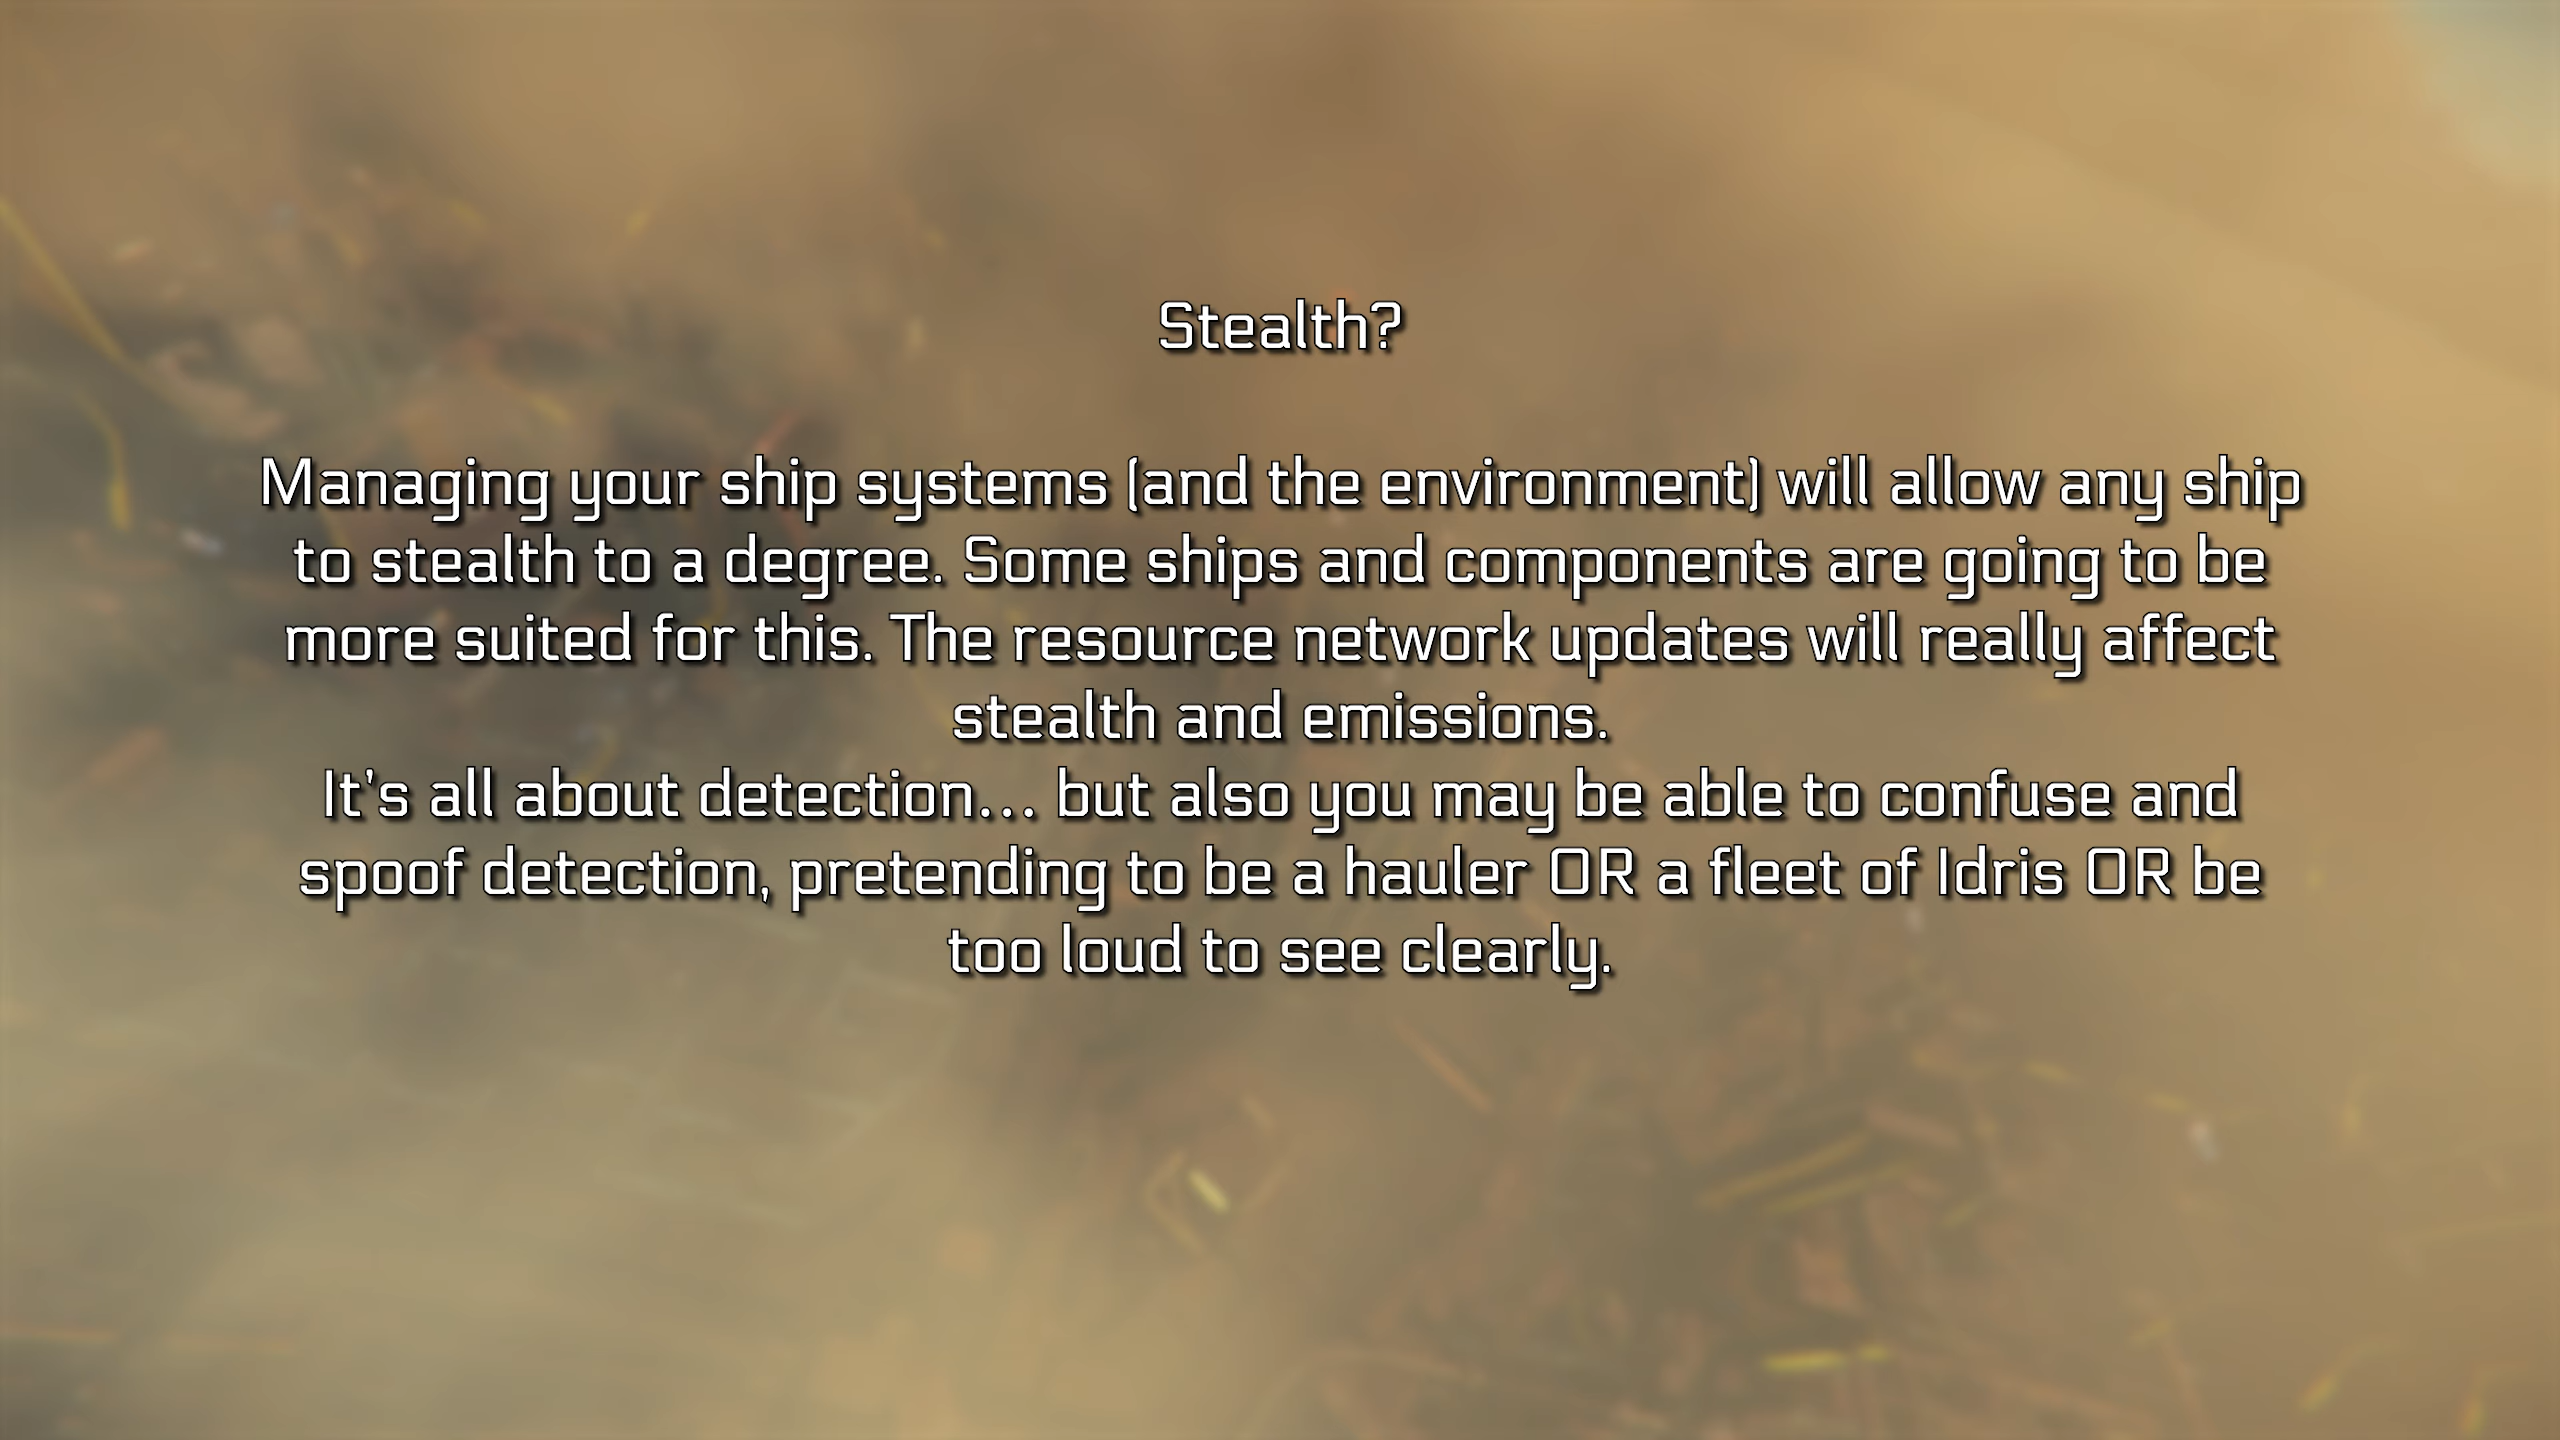 Stealth?
Managing your ship systems (and the environment) will allow any ship
to stealth to a degree. Some ships and components are going to be
more suited for this. The resource network updates will really affect
stealth and emissions.
It's all about detection... but also you may be able to confuse and
spoof detection, pretending to be a hauler OR a fleet of Idris OR be
too loud to see clearly.